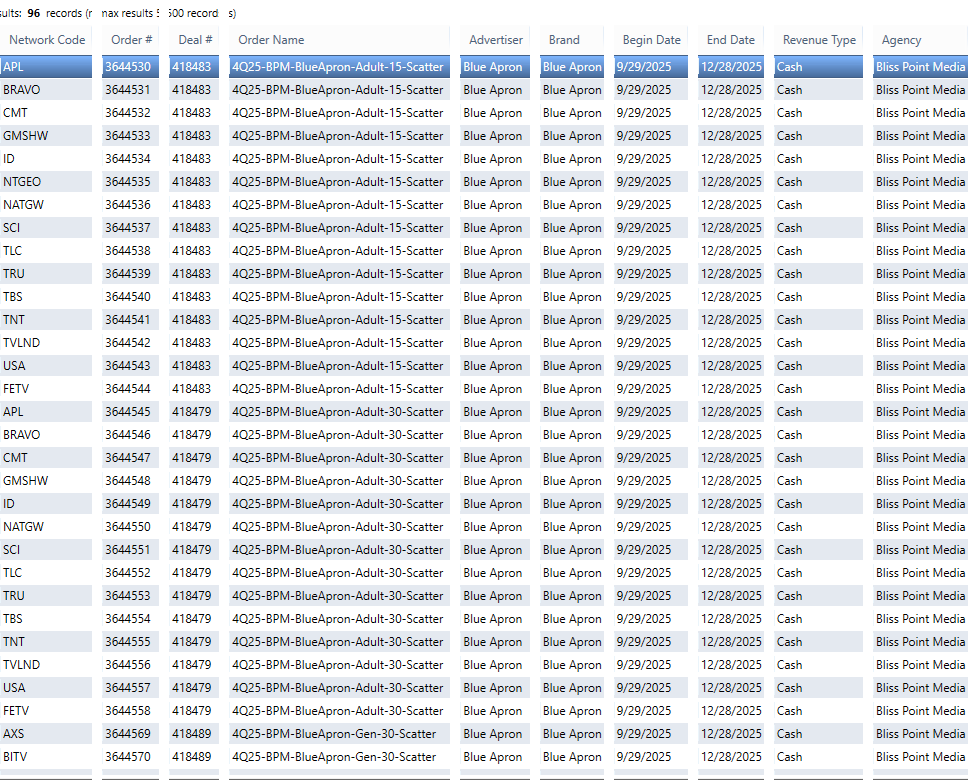 sults: 96 records (r max results 5 500 record s)
Network Code Order # Deal # Order Name Advertiser Brand Begin Date End Date Revenue Type Agency
APL 3644530 418483 4Q25-BPM-BlueApron-Adult-15-Scatter Blue Apron Blue Apron 9/29/2025 12/28/2025 Cash Bliss Point Media
BRAVO 3644531 418483 4Q25-BPM-BlueApron-Adult-15-Scatter Blue Apron Blue Apron 9/29/2025 12/28/2025 Cash Bliss Point Media
CMT 3644532 418483 4Q25-BPM-BlueApron-Adult-15-Scatter Blue Apron Blue Apron 9/29/2025 12/28/2025 Cash Bliss Point Media
GMSHW 3644533 418483 4Q25-BPM-BlueApron-Adult-15-Scatter Blue Apron Blue Apron 9/29/2025 12/28/2025 Cash Bliss Point Media
ID 3644534 418483 4Q25-BPM-BlueApron-Adult-15-Scatter Blue Apron Blue Apron 9/29/2025 12/28/2025 Cash Bliss Point Media
NTGEO 3644535 418483 4Q25-BPM-BlueApron-Adult-15-Scatter Blue Apron Blue Apron 9/29/2025 12/28/2025 Cash Bliss Point Media
NATGW 3644536 418483 4Q25-BPM-BlueApron-Adult-15-Scatter Blue Apron Blue Apron 9/29/2025 12/28/2025 Cash Bliss Point Media
SCI 3644537 418483 4Q25-BPM-BlueApron-Adult-15-Scatter Blue Apron Blue Apron 9/29/2025 12/28/2025 Cash Bliss Point Media
TLC 3644538 418483 4Q25-BPM-BlueApron-Adult-15-Scatter Blue Apron Blue Apron 9/29/2025 12/28/2025 Cash Bliss Point Media
TRU 3644539 418483 4Q25-BPM-BlueApron-Adult-15-Scatter Blue Apron Blue Apron 9/29/2025 12/28/2025 Cash Bliss Point Media
TBS 3644540 418483 4Q25-BPM-BlueApron-Adult-15-Scatter Blue Apron Blue Apron 9/29/2025 12/28/2025 Cash Bliss Point Media
TNT 3644541 418483 4Q25-BPM-BlueApron-Adult-15-Scatter Blue Apron Blue Apron 9/29/2025 12/28/2025 Cash Bliss Point Media
TVLND 3644542 418483 4Q25-BPM-BlueApron-Adult-15-Scatter Blue Apron Blue Apron 9/29/2025 12/28/2025 Cash Bliss Point Media
USA 3644543 418483 4Q25-BPM-BlueApron-Adult-15-Scatter Blue Apron Blue Apron 9/29/2025 12/28/2025 Cash Bliss Point Media
FETV 3644544 418483 4Q25-BPM-BlueApron-Adult-15-Scatter Blue Apron Blue Apron 9/29/2025 12/28/2025 Cash Bliss Point Media
APL 3644545 418479 4Q25-BPM-BlueApron-Adult-30-Scatter Blue Apron Blue Apron 9/29/2025 12/28/2025 Cash Bliss Point Media
BRAVO 3644546 418479 4Q25-BPM-BlueApron-Adult-30-Scatter Blue Apron Blue Apron 9/29/2025 12/28/2025 Cash Bliss Point Media
CMT 3644547 418479 4Q25-BPM-BlueApron-Adult-30-Scatter Blue Apron Blue Apron 9/29/2025 12/28/2025 Cash Bliss Point Media
GMSHW 3644548 418479 4Q25-BPM-BlueApron-Adult-30-Scatter Blue Apron Blue Apron 9/29/2025 12/28/2025 Cash Bliss Point Media
ID 3644549 418479 4Q25-BPM-BlueApron-Adult-30-Scatter Blue Apron Blue Apron 9/29/2025 12/28/2025 Cash Bliss Point Media
NATGW 3644550 418479 4Q25-BPM-BlueApron-Adult-30-Scatter Blue Apron Blue Apron 9/29/2025 12/28/2025 Cash Bliss Point Media
SCI 3644551 418479 4Q25-BPM-BlueApron-Adult-30-Scatter Blue Apron Blue Apron 9/29/2025 12/28/2025 Cash Bliss Point Media
TLC 3644552 418479 4Q25-BPM-BlueApron-Adult-30-Scatter Blue Apron Blue Apron 9/29/2025 12/28/2025 Cash Bliss Point Media
TRU 3644553 418479 4Q25-BPM-BlueApron-Adult-30-Scatter Blue Apron Blue Apron 9/29/2025 12/28/2025 Cash Bliss Point Media
TBS 3644554 418479 4Q25-BPM-BlueApron-Adult-30-Scatter Blue Apron Blue Apron 9/29/2025 12/28/2025 Cash Bliss Point Media
TNT 3644555 418479 4Q25-BPM-BlueApron-Adult-30-Scatter Blue Apron Blue Apron 9/29/2025 12/28/2025 Cash Bliss Point Media
TVLND 3644556 418479 4Q25-BPM-BlueApron-Adult-30-Scatter Blue Apron Blue Apron 9/29/2025 12/28/2025 Cash Bliss Point Media
USA 3644557 418479 4Q25-BPM-BlueApron-Adult-30-Scatter Blue Apron Blue Apron 9/29/2025 12/28/2025 Cash Bliss Point Media
FETV 3644558 418479 4Q25-BPM-BlueApron-Adult-30-Scatter Blue Apron Blue Apron 9/29/2025 12/28/2025 Cash Bliss Point Media
AXS 3644569 418489 4Q25-BPM-BlueApron-Gen-30-Scatter Blue Apron Blue Apron 9/29/2025 12/28/2025 Cash Bliss Point Media
BITV 3644570 418489 4Q25-BPM-BlueApron-Gen-30-Scatter Blue Apron Blue Apron 9/29/2025 12/28/2025 Cash Bliss Point Media